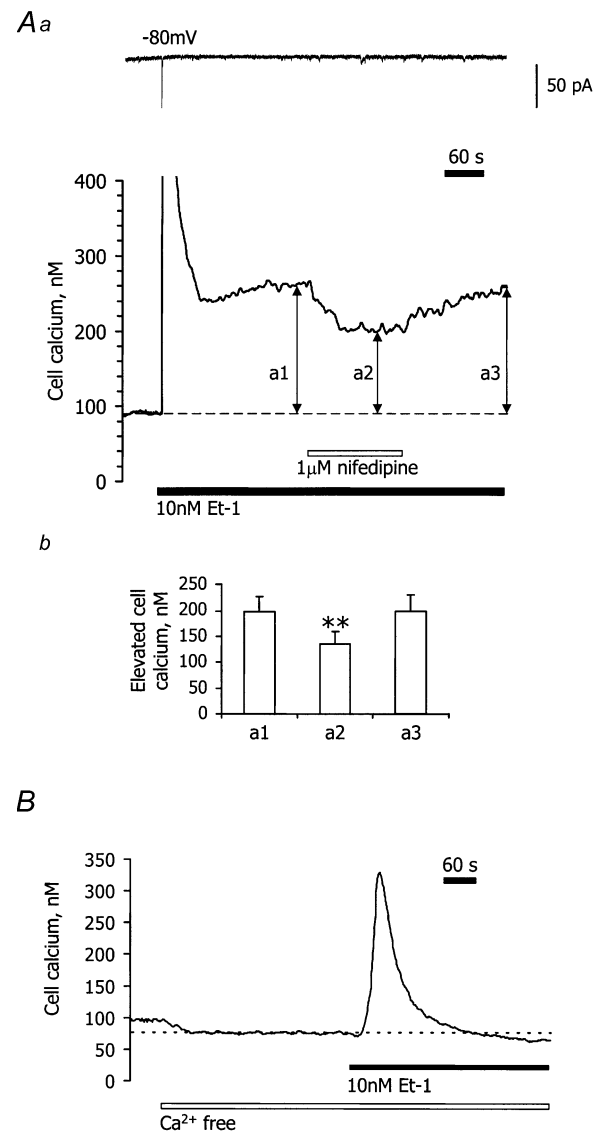 Aa
-80mV
50 pA
60 s
400
300
200
100
0
Cell calcium, nM
a1
a2
a3
1µM nifedipine
10nM Et-1
b
250
200
150
100
50
0
Elevated cell
calcium, nM
**
a1 a2 a3
B
350
300
250
200
150
100
50
0
Cell calcium, nM
60 s
10nM Et-1
Ca²⁺ free